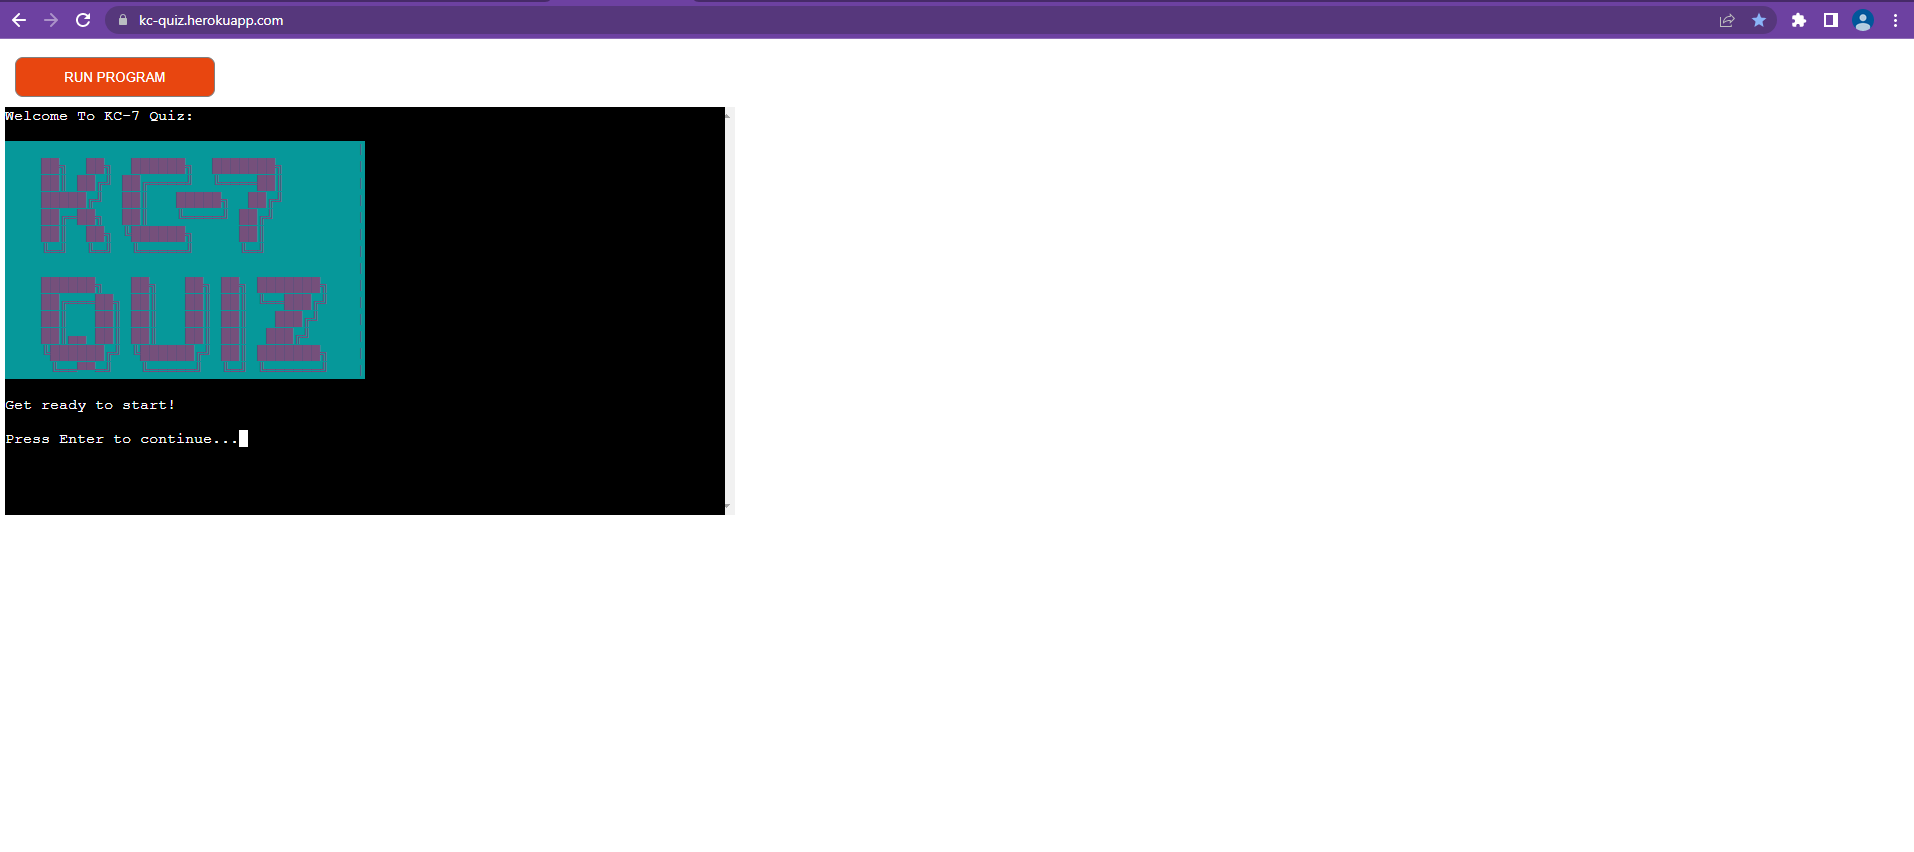 kc-quiz.herokuapp.com
RUN PROGRAM
Welcome To KC-7 Quiz:
KC-7
QUIZ
Get ready to start!
Press Enter to continue...